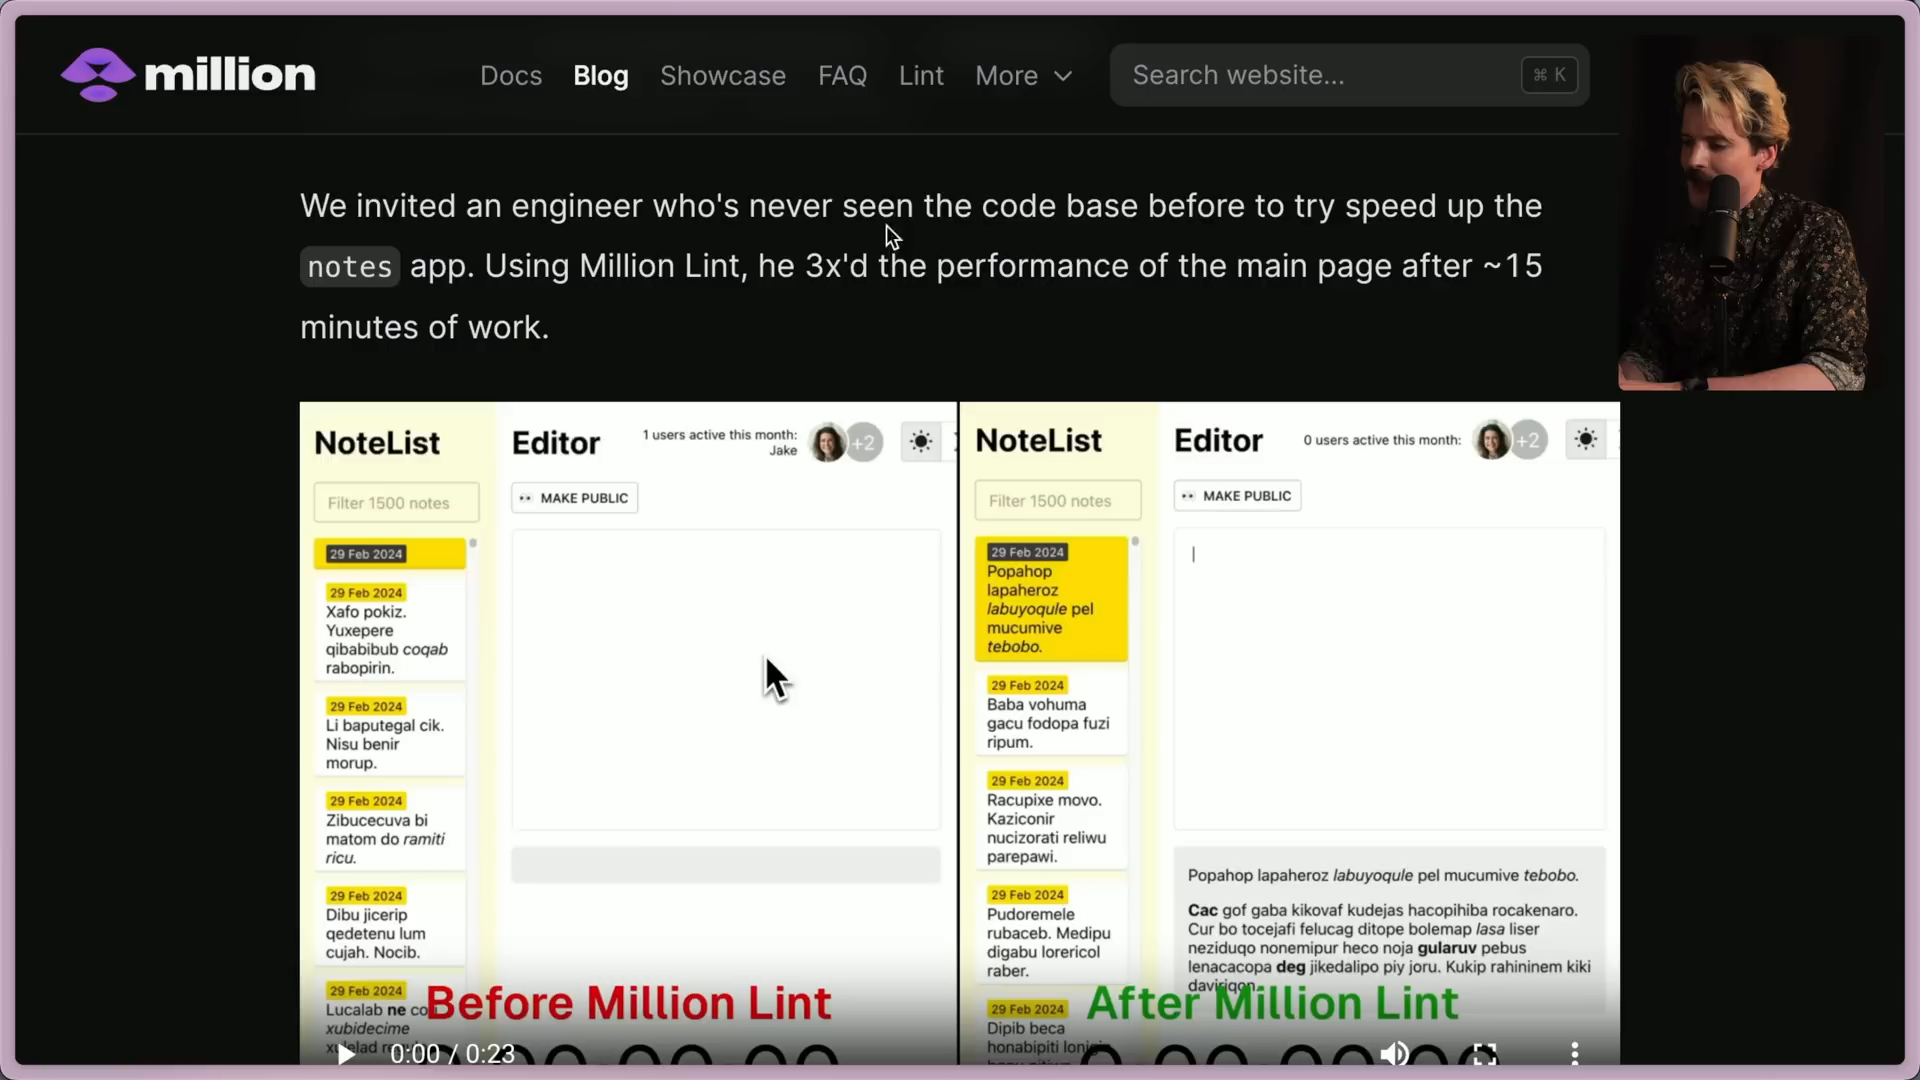 million
Docs Blog Showcase FAQ Lint More
Search website...
⌘ K
We invited an engineer who's never seen the code base before to try speed up the
notes app. Using Million Lint, he 3x'd the performance of the main page after ~15
minutes of work.
NoteList
Filter 1500 notes
29 Feb 2024
29 Feb 2024
Xafo pokiz.
Yuxepere
qibabibub coqab
rabopirin.
29 Feb 2024
Li baputegal cik.
Nisu benir
morup.
29 Feb 2024
Zibucecuva bi
matom do ramiti
ricu.
29 Feb 2024
Dibu jicerip
qedetenu lum
cujah. Nocib.
29 Feb 2024
Lucalab ne
xubidecime
Editor
1 users active this month:
Jake
+2
MAKE PUBLIC
Before Million Lint
0:00 / 0:23
NoteList
Filter 1500 notes
29 Feb 2024
Popahop
lapaheroz
labuyoqule pel
mucumive
tebobo.
29 Feb 2024
Baba vohuma
gacu fodopa fuzi
ripum.
29 Feb 2024
Racupixe movo.
Kaziconir
nucizorati reliwu
parepawi.
29 Feb 2024
Pudoremele
rubaceb. Medipu
digabu lorericol
raber.
29 Feb 2024
Dipib beca
honabipiti
Editor
0 users active this month:
+2
MAKE PUBLIC
Popahop lapaheroz labuyoqule pel mucumive tebobo.
Cac gof gaba kikovaf kudejas hacopihiba rocakenaro.
Cur bo tocejafi felucag ditope bolemap lasa liser
neziduqo nonemipur heco noja gularuv pebus
lenacacopa deg jikedalipo piy joru. Kukip rahininem kiki
After Million Lint